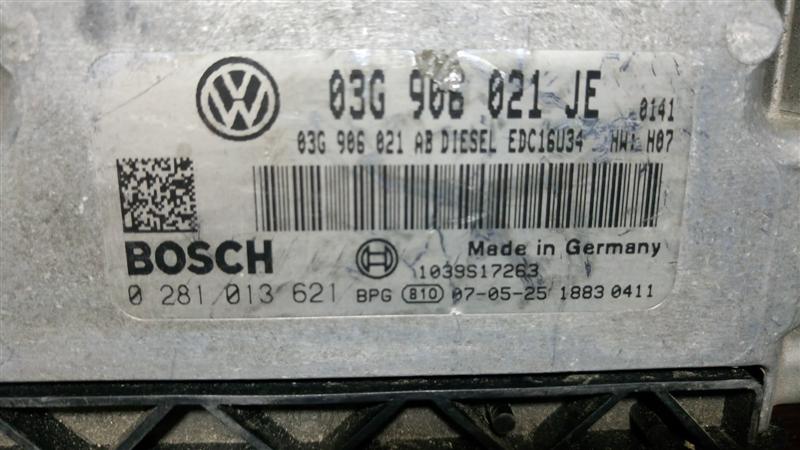 03G 906 021 JE 0141
03G 906 021 AB DIESEL EDC16U34 HW: H07
BOSCH
Made in Germany
1039S17263
0 281 013 621 BPG 810 07-05-25 1883 0411